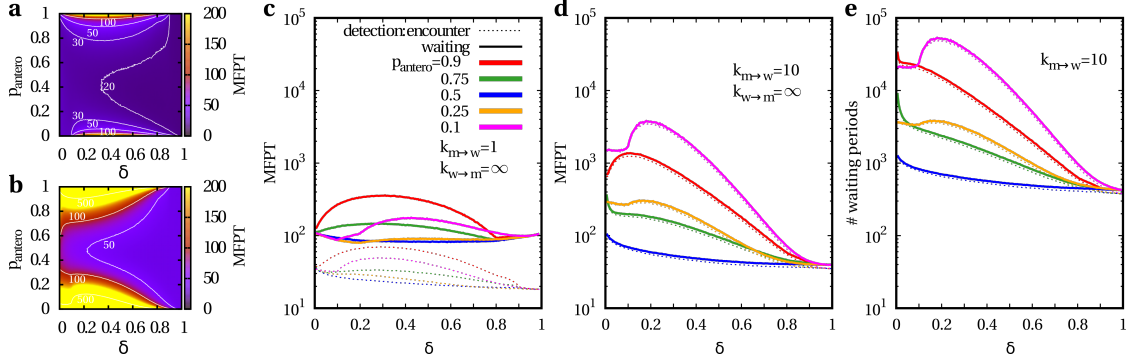 a
p_antero
1
0.8
0.6
0.4
0.2
0
0 0.2 0.4 0.6 0.8 1
δ
100
50
30
20
30
50
100
200
150
100
50
0
MFPT
b
p_antero
1
0.8
0.6
0.4
0.2
0
0 0.2 0.4 0.6 0.8 1
δ
100
50
100
500
200
150
100
50
0
MFPT
c
10^5
10^4
10^3
10^2
10^1
MFPT
detection:encounter
waiting
p_antero=0.9
0.75
0.5
0.25
0.1
k_m→w=1
k_w→m=∞
0 0.2 0.4 0.6 0.8 1
δ
d
10^5
10^4
10^3
10^2
10^1
MFPT
k_m→w=10
k_w→m=∞
0 0.2 0.4 0.6 0.8 1
δ
e
10^5
10^4
10^3
10^2
10^1
# waiting periods
k_m→w=10
0 0.2 0.4 0.6 0.8 1
δ